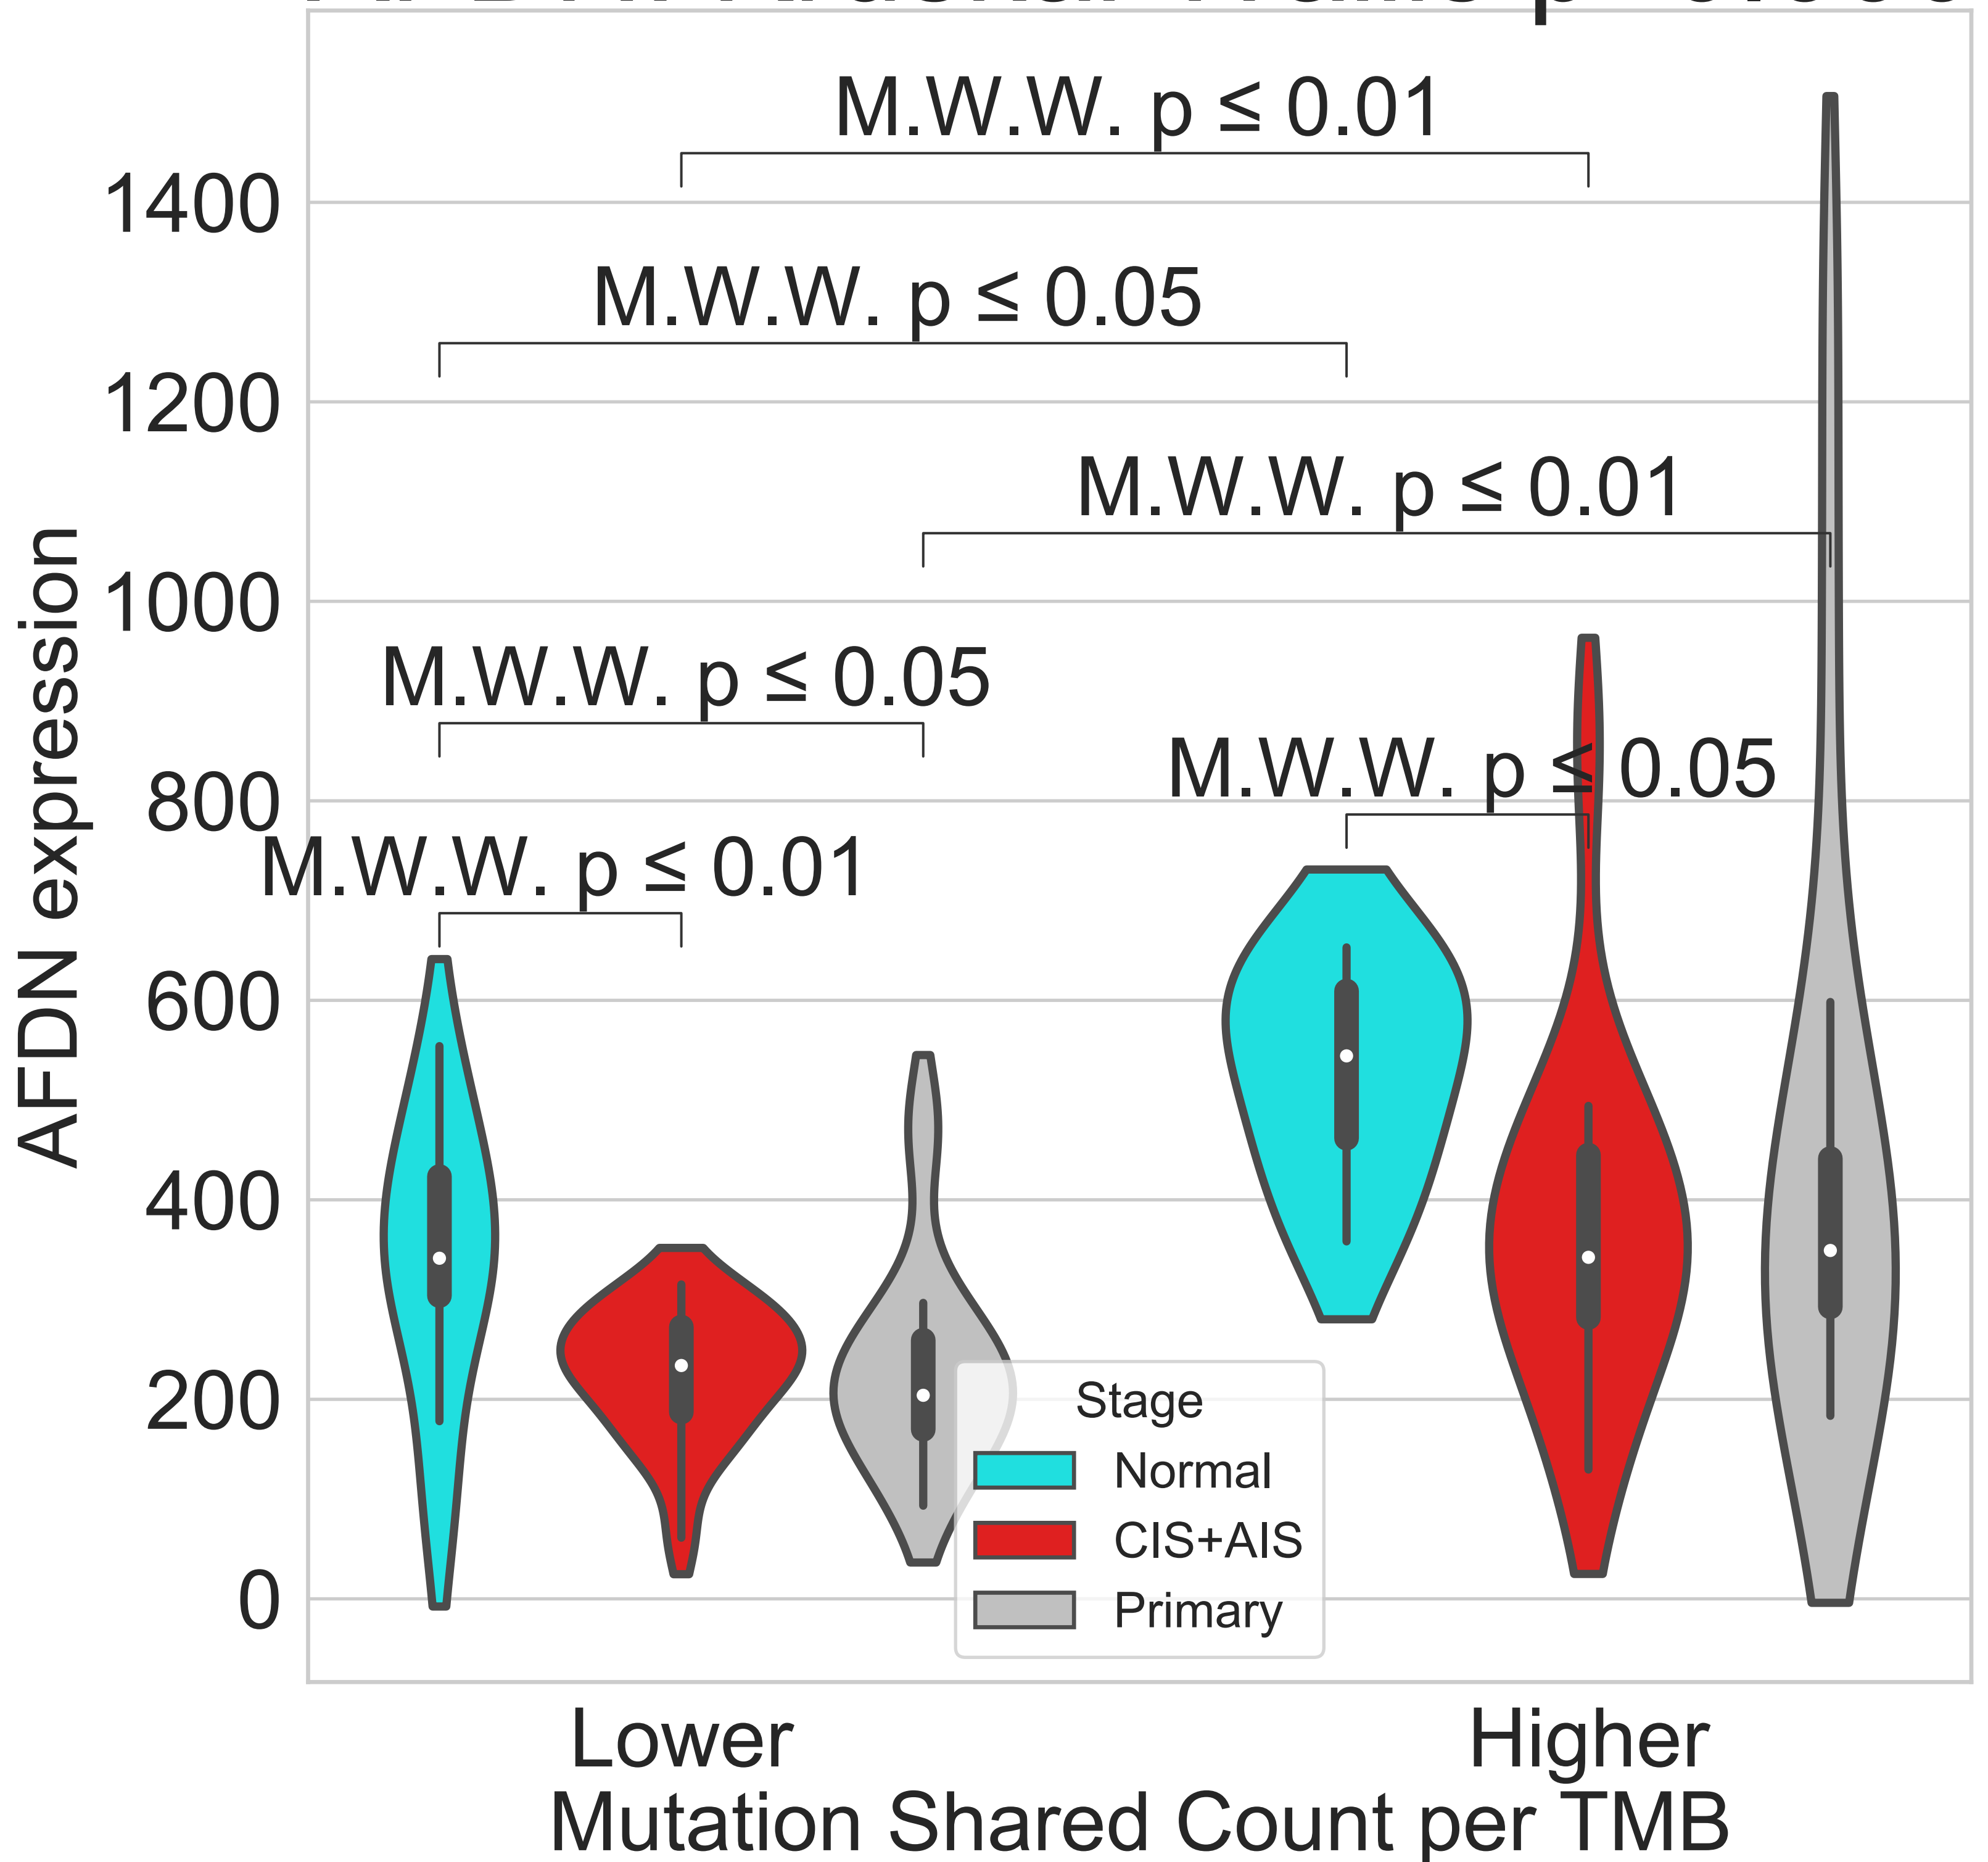 M.W.W. p ≤ 0.01
1400
M.W.W. p ≤ 0.05
1200
M.W.W. p ≤ 0.01
1000
M.W.W. p ≤ 0.05
M.W.W. p ≤ 0.05
800
M.W.W. p ≤ 0.01
600
400
200
0
AFDN expression
Stage
Normal
CIS+AIS
Primary
Lower
Higher
Mutation Shared Count per TMB